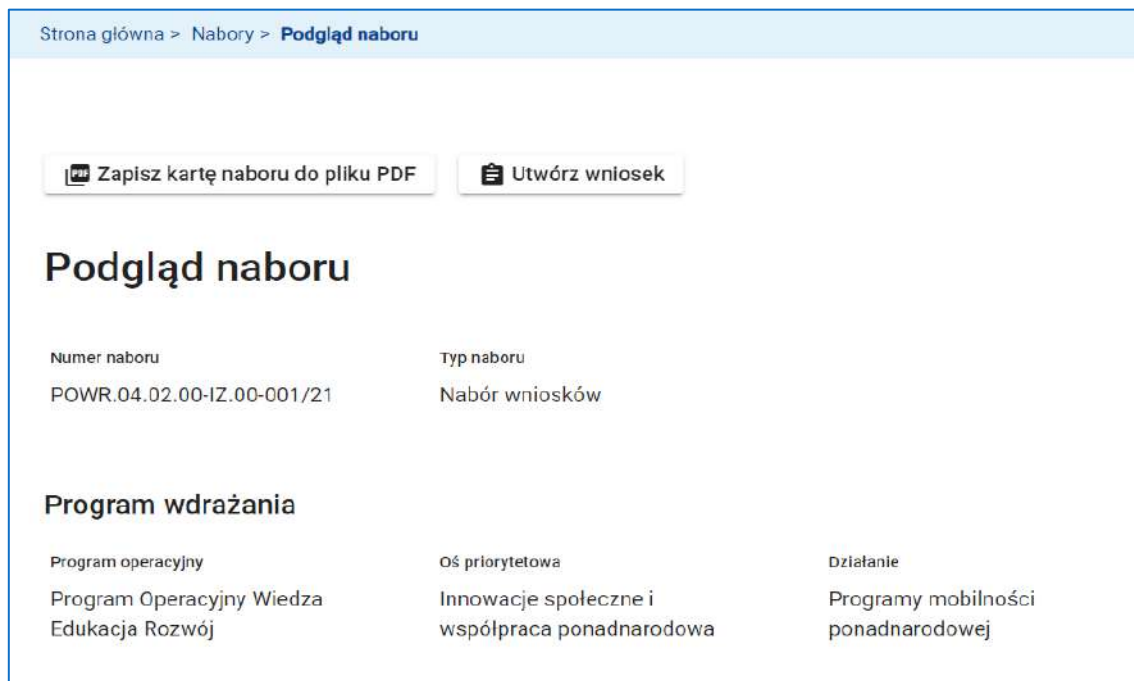 Strona główna > Nabory > Podgląd naboru
Zapisz kartę naboru do pliku PDF Utwórz wniosek
Podgląd naboru
Numer naboru Typ naboru
POWR.04.02.00-IZ.00-001/21 Nabór wniosków
Program wdrażania
Program operacyjny Oś priorytetowa Działanie
Program Operacyjny Wiedza Innowacje społeczne i Programy mobilności
Edukacja Rozwój współpraca ponadnarodowa ponadnarodowej